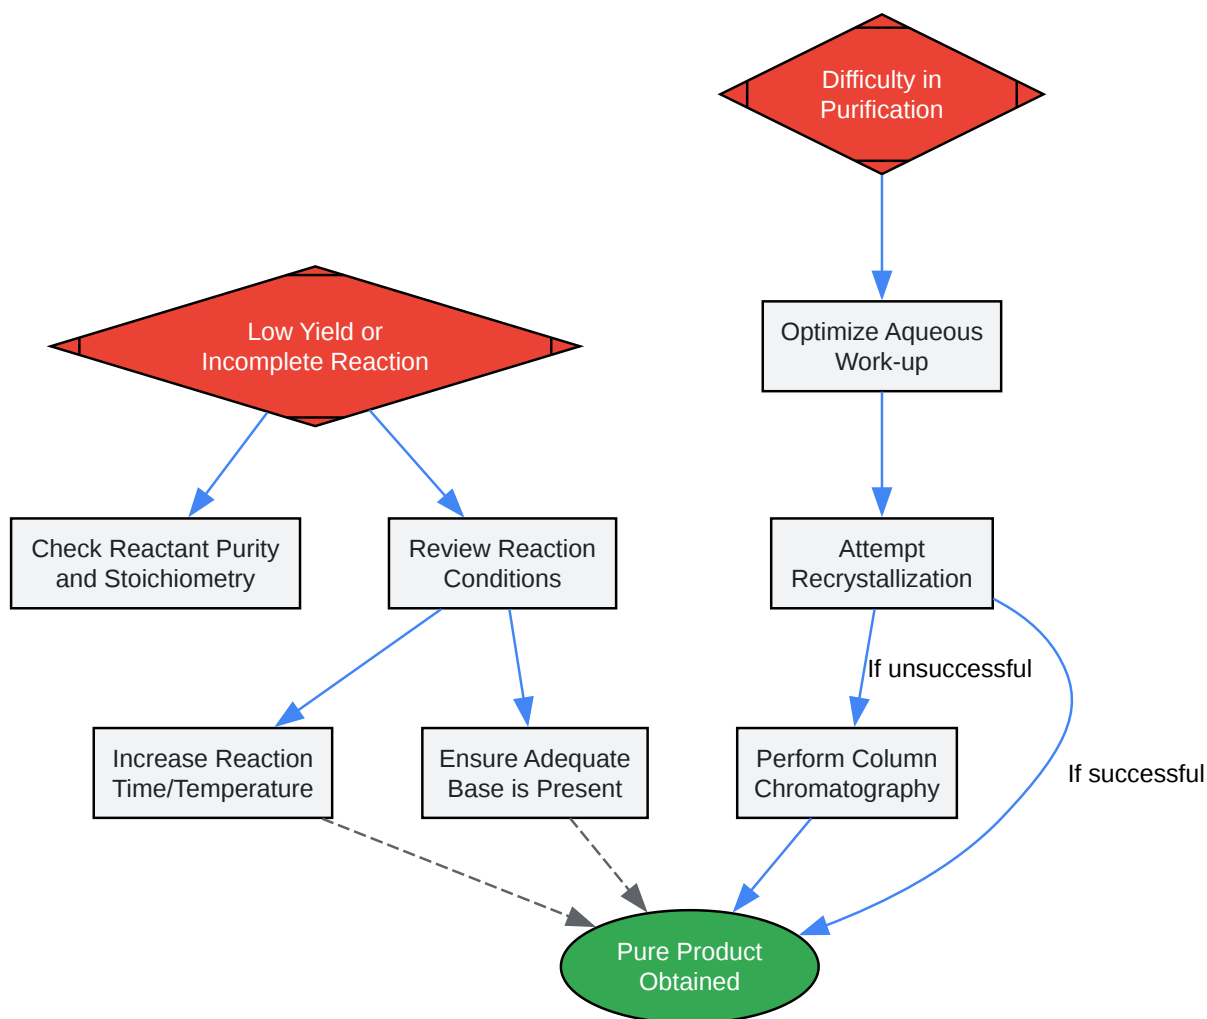 Difficulty in
Purification
Low Yield or
Incomplete Reaction
Optimize Aqueous
Work-up
Check Reactant Purity
and Stoichiometry
Review Reaction
Conditions
Attempt
Recrystallization
If unsuccessful
Increase Reaction
Time/Temperature
Ensure Adequate
Base is Present
Perform Column
Chromatography
If successful
Pure Product
Obtained